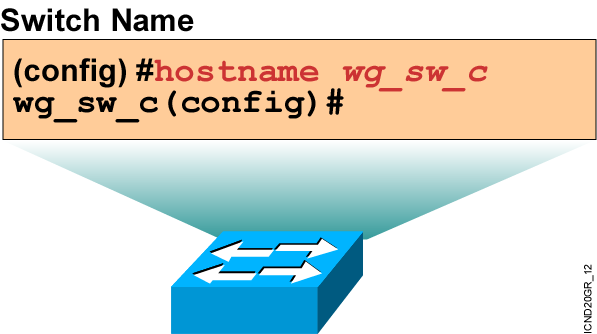 Switch Name
(config) #hostname wg_sw_c
wg_sw_c(config)#
ICND20GR_12